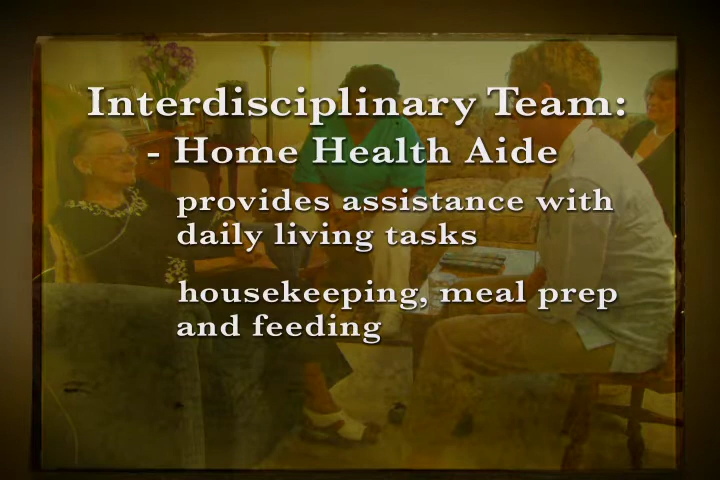 Interdisciplinary Team:
- Home Health Aide
provides assistance with
daily living tasks
housekeeping, meal prep
and feeding